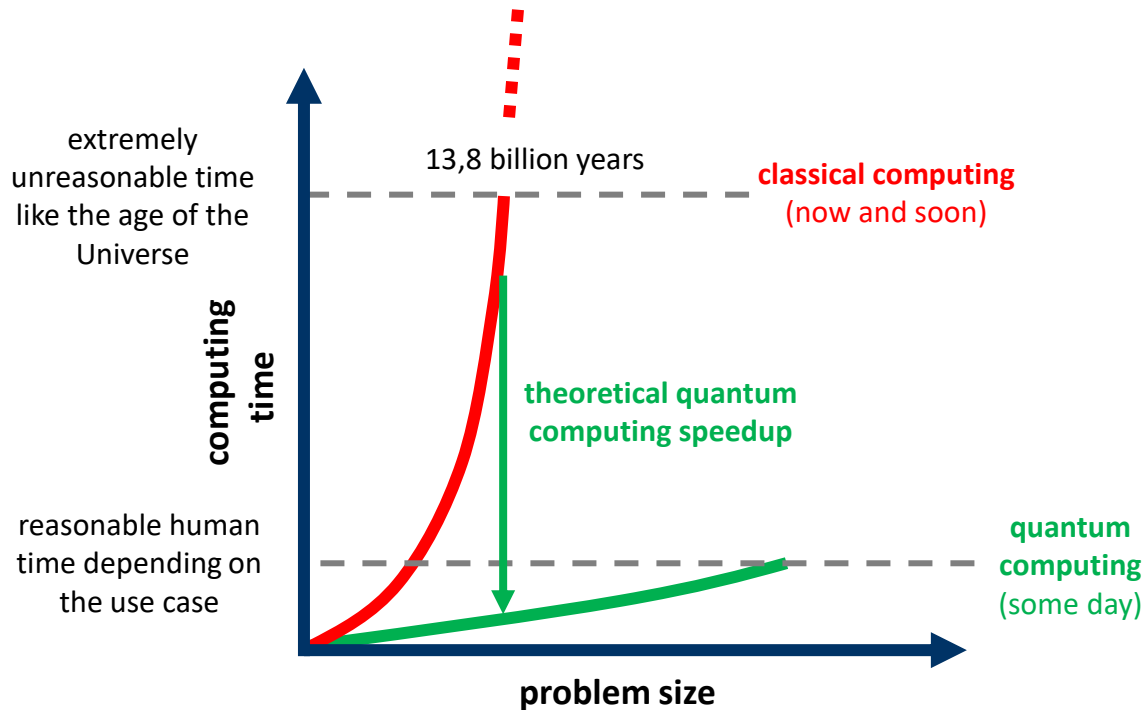 extremely
unreasonable time
like the age of the
Universe
13,8 billion years
classical computing
(now and soon)
computing
time
theoretical quantum
computing speedup
reasonable human
time depending on
the use case
quantum
computing
(some day)
problem size